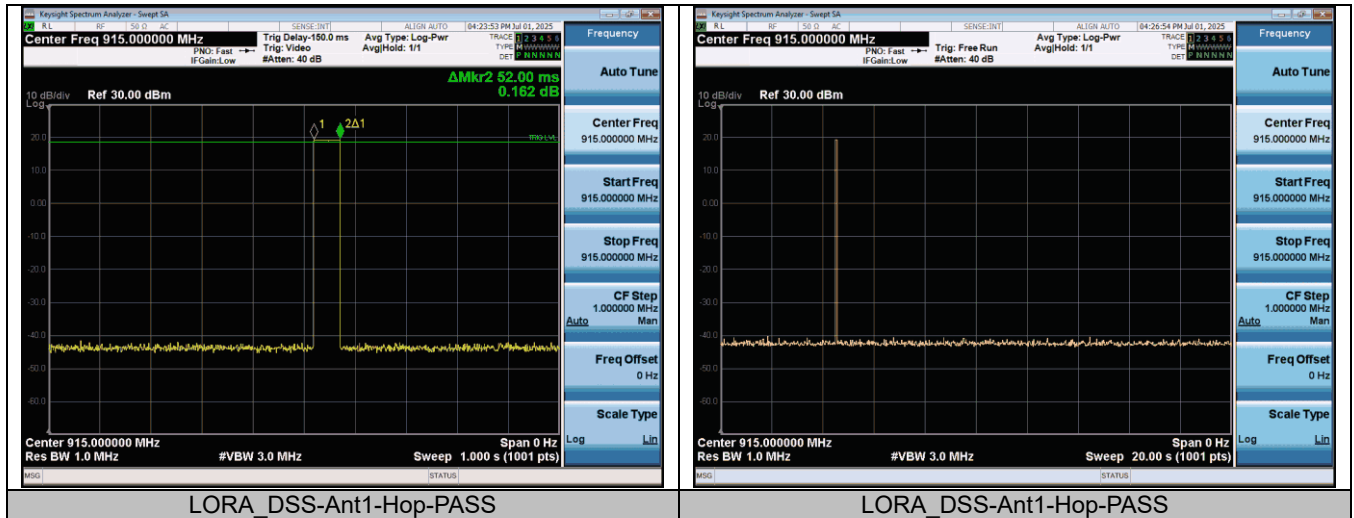 Keysight Spectrum Analyzer - Swept SA
RL RF 50 Ω AC SENSE:INT ALIGN AUTO 04:23:53 PM Jul 01, 2025
Center Freq 915.000000 MHz
PNO: Fast
IFGain:Low
Trig Delay-150.0 ms
Trig: Video
#Atten: 40 dB
Avg Type: Log-Pwr
Avg|Hold: 1/1
TRACE 1 2 3 4 5 6
TYPE M WWWWW
DET P N N N N N
ΔMkr2 52.00 ms
0.162 dB
10 dB/div Ref 30.00 dBm
Log
1 2Δ1
TRIG LVL
20.0
10.0
0.00
-10.0
-20.0
-30.0
-40.0
-50.0
-60.0
Center 915.000000 MHz Span 0 Hz
Res BW 1.0 MHz #VBW 3.0 MHz Sweep 1.000 s (1001 pts)
MSG STATUS
Frequency
Auto Tune
Center Freq
915.000000 MHz
Start Freq
915.000000 MHz
Stop Freq
915.000000 MHz
CF Step
1.000000 MHz
Auto Man
Freq Offset
0 Hz
Scale Type
Log Lin
LORA_DSS-Ant1-Hop-PASS
Keysight Spectrum Analyzer - Swept SA
RL RF 50 Ω AC SENSE:INT ALIGN AUTO 04:26:54 PM Jul 01, 2025
Center Freq 915.000000 MHz
PNO: Fast
IFGain:Low
Trig: Free Run
#Atten: 40 dB
Avg Type: Log-Pwr
Avg|Hold: 1/1
TRACE 1 2 3 4 5 6
TYPE M WWWWW
DET P N N N N N
10 dB/div Ref 30.00 dBm
Log
20.0
10.0
0.00
-10.0
-20.0
-30.0
-40.0
-50.0
-60.0
Center 915.000000 MHz Span 0 Hz
Res BW 1.0 MHz #VBW 3.0 MHz Sweep 20.00 s (1001 pts)
MSG STATUS
Frequency
Auto Tune
Center Freq
915.000000 MHz
Start Freq
915.000000 MHz
Stop Freq
915.000000 MHz
CF Step
1.000000 MHz
Auto Man
Freq Offset
0 Hz
Scale Type
Log Lin
LORA_DSS-Ant1-Hop-PASS